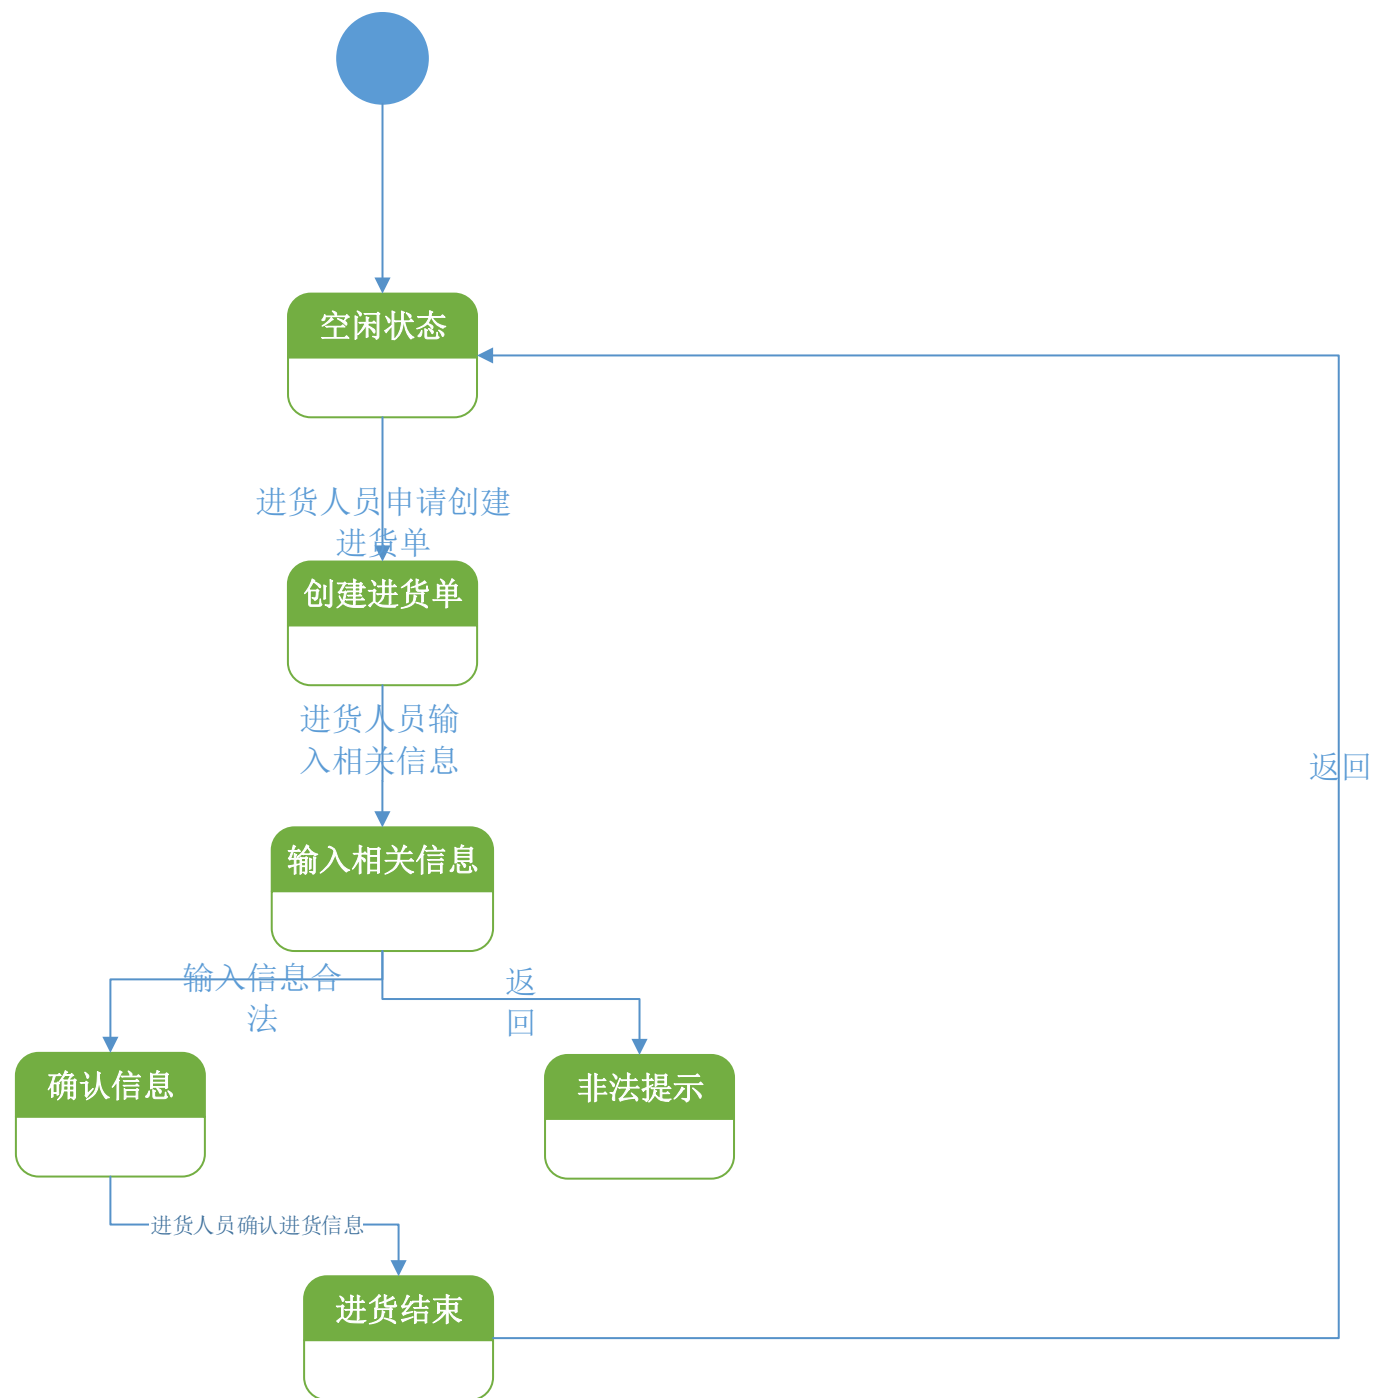 空闲状态
进货人员申请创建
进货单
创建进货单
进货人员输
入相关信息
返回
输入相关信息
输入信息合
法
返
回
确认信息
非法提示
进货人员确认进货信息
进货结束